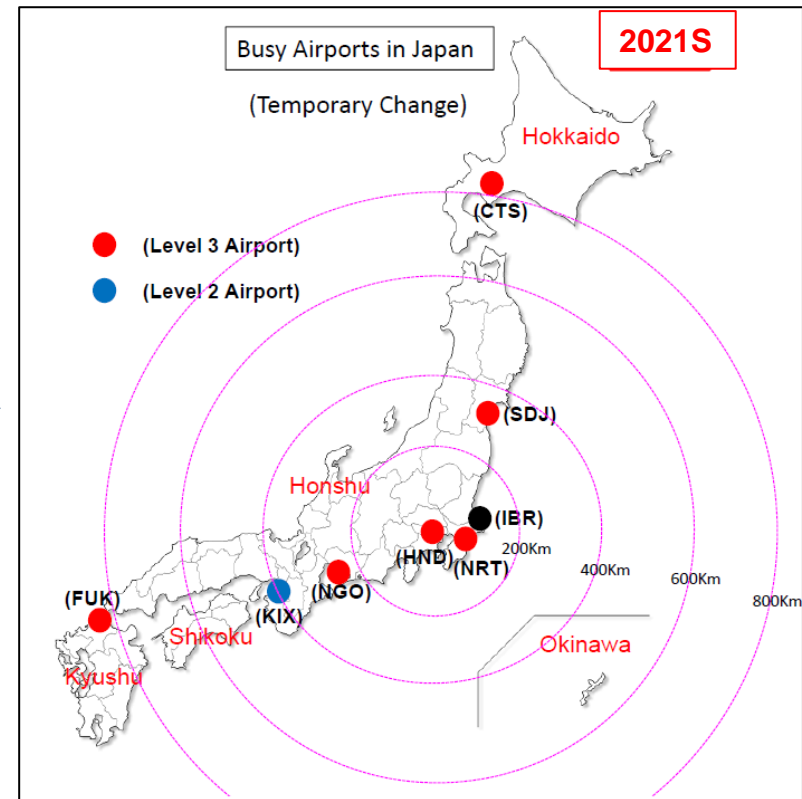 Busy Airports in Japan
2021S
(Temporary Change)
Hokkaido
(CTS)
(Level 3 Airport)
(Level 2 Airport)
(SDJ)
Honshu
(IBR)
(HND)
200Km
(NRT)
400Km
600Km
800Km
(NGO)
(FUK)
(KIX)
Shikoku
Okinawa
Kyushu